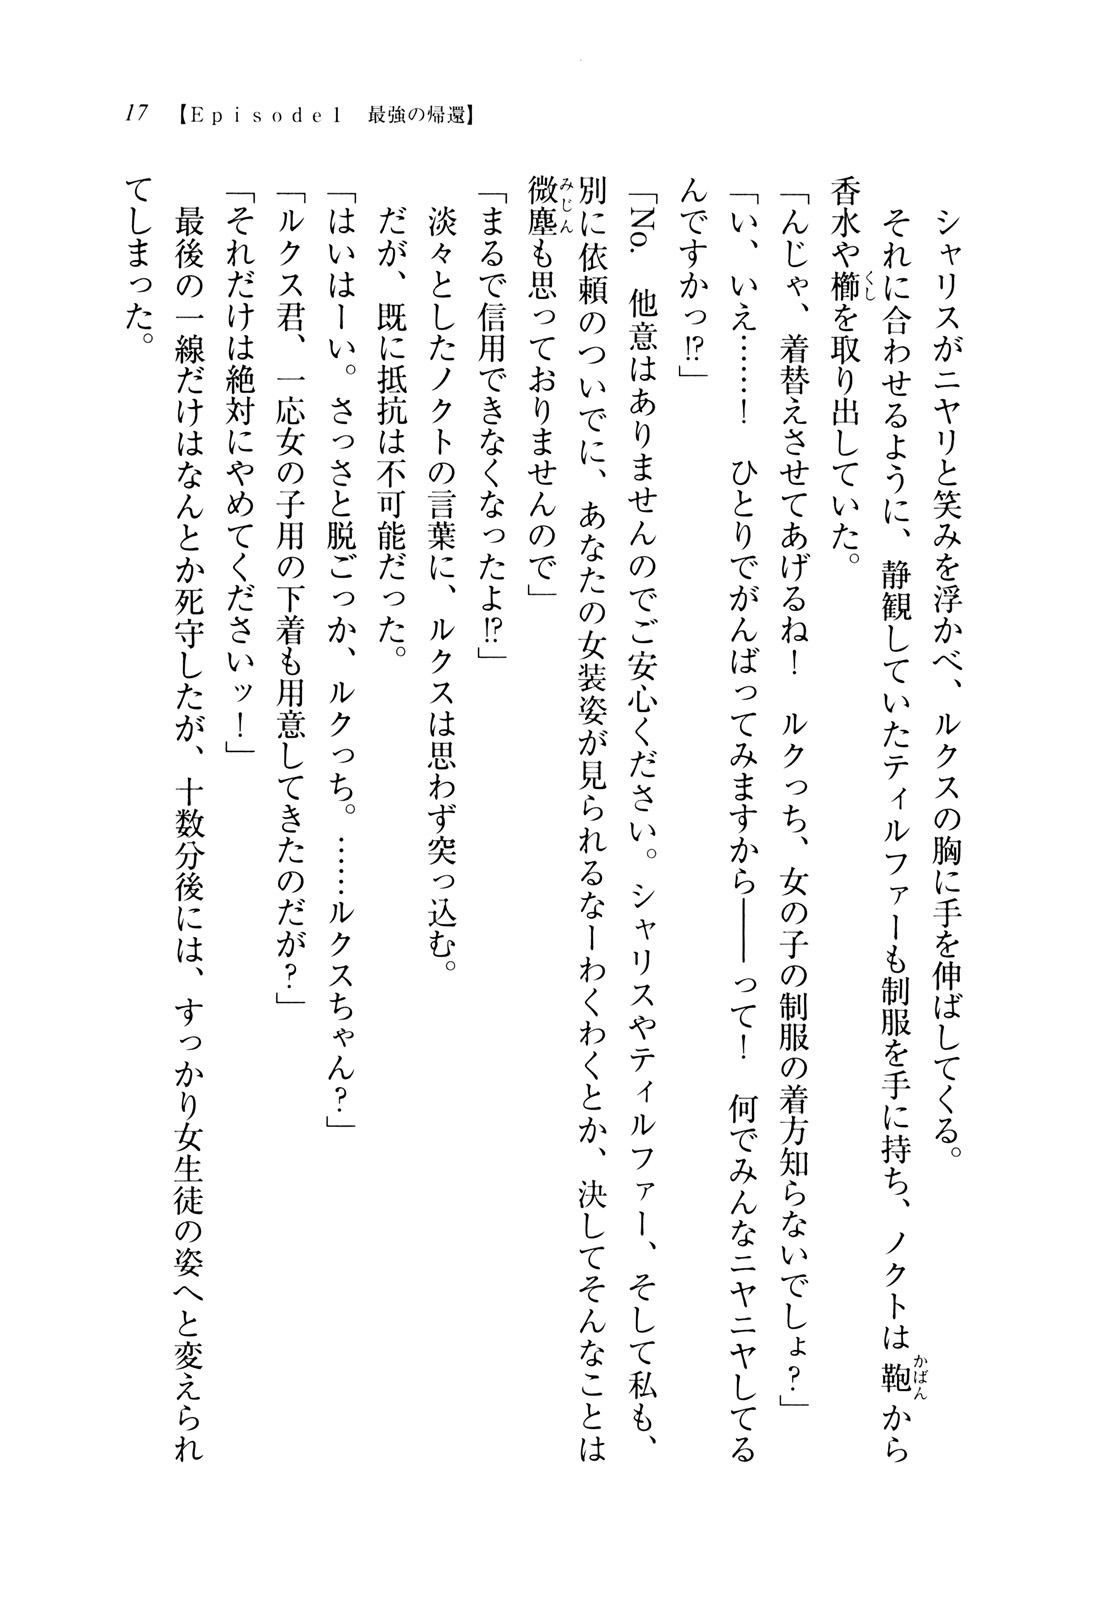 17 【Episode1 最強の帰還】
　シャリスがニヤリと笑みを浮かべ、ルクスの胸に手を伸ばしてくる。
　それに合わせるように、静観していたティルファーも制服を手に持ち、ノクトは鞄から
香水や櫛を取り出していた。
「んじゃ、着替えさせてあげるね！　ルクっち、女の子の制服の着方知らないでしょ？」
「い、いえ……！　ひとりでがんばってみますから――って！　何でみんなニヤニヤしてる
んですかっ!?」
「No.　他意はありませんのでご安心ください。シャリスやティルファー、そして私も、
別に依頼のついでに、あなたの女装姿が見られるなーわくわくとか、決してそんなことは
微塵も思っておりませんので」
「まるで信用できなくなったよ!?」
　淡々としたノクトの言葉に、ルクスは思わず突っ込む。
　だが、既に抵抗は不可能だった。
「はいはーい。さっさと脱ごっか、ルクっち。……ルクスちゃん？」
「ルクス君、一応女の子用の下着も用意してきたのだが？」
「それだけは絶対にやめてくださいッ！」
　最後の一線だけはなんとか死守したが、十数分後には、すっかり女生徒の姿へと変えられ
てしまった。